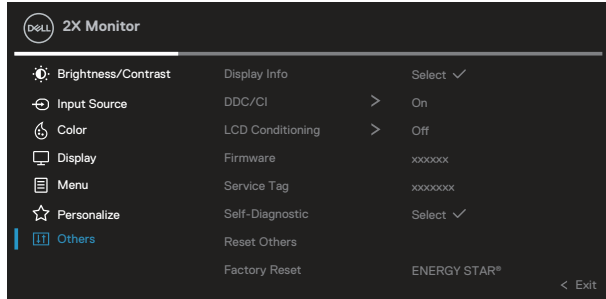 DELL 2X Monitor
Brightness/Contrast Display Info Select ✓
Input Source DDC/CI > On
Color LCD Conditioning > Off
Display Firmware xxxxxx
Menu Service Tag xxxxxxx
Personalize Self-Diagnostic Select ✓
Others Reset Others
Factory Reset ENERGY STAR®
< Exit